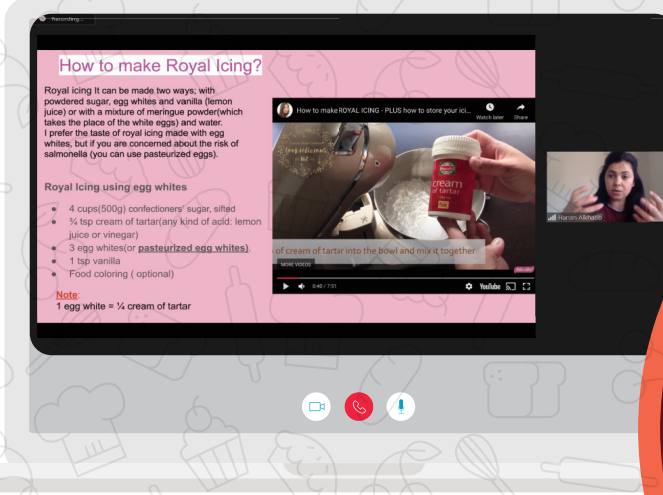 Recording...
How to make Royal Icing?
Royal icing It can be made two ways; with
powdered sugar, egg whites and vanilla (lemon
juice) or with a mixture of meringue powder(which
takes the place of the white eggs) and water.
I prefer the taste of royal icing made with egg
whites, but if you are concerned about the risk of
salmonella (you can use pasteurized eggs).
Royal Icing using egg whites
4 cups(500g) confectioners' sugar, sifted
¾ tsp cream of tartar(any kind of acid: lemon
juice or vinegar)
3 egg whites(or pasteurized egg whites).
1 tsp vanilla
Food coloring ( optional)
Note:
1 egg white = ¼ cream of tartar
How to make ROYAL ICING - PLUS how to store your ici...
Watch later
Share
cream
of tartar
of cream of tartar into the bowl and mix it together
MORE VIDEOS
0:40 / 7:51
YouTube
Hanan Alkhatib